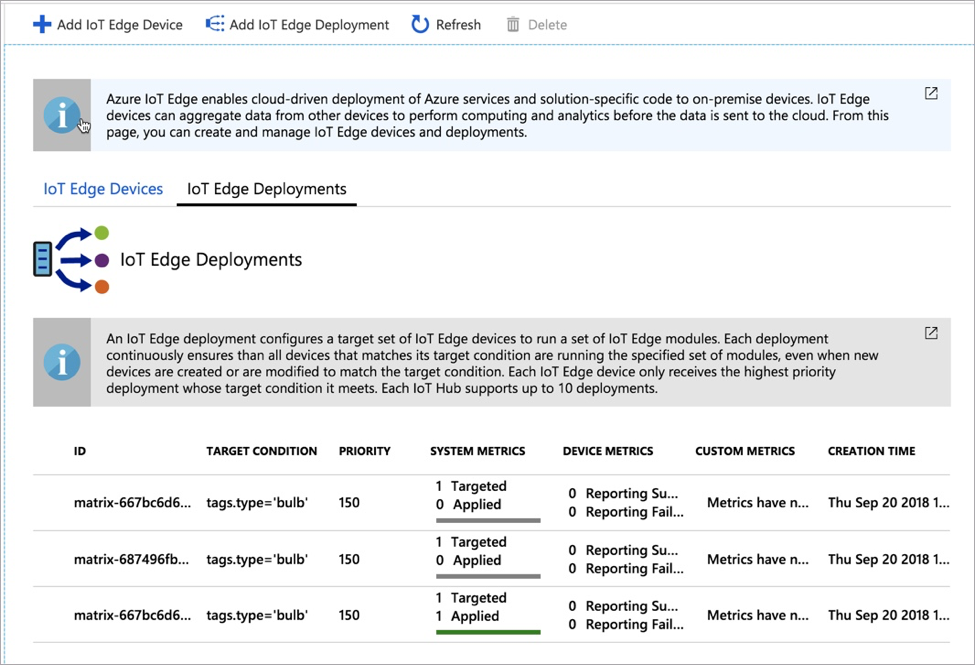 Add IoT Edge Device Add IoT Edge Deployment Refresh Delete
Azure IoT Edge enables cloud-driven deployment of Azure services and solution-specific code to on-premise devices. IoT Edge
devices can aggregate data from other devices to perform computing and analytics before the data is sent to the cloud. From this
page, you can create and manage IoT Edge devices and deployments.
IoT Edge Devices IoT Edge Deployments
IoT Edge Deployments
An IoT Edge deployment configures a target set of IoT Edge devices to run a set of IoT Edge modules. Each deployment
continuously ensures than all devices that matches its target condition are running the specified set of modules, even when new
devices are created or are modified to match the target condition. Each IoT Edge device only receives the highest priority
deployment whose target condition it meets. Each IoT Hub supports up to 10 deployments.
ID TARGET CONDITION PRIORITY SYSTEM METRICS DEVICE METRICS CUSTOM METRICS CREATION TIME
matrix-667bc6d6... tags.type='bulb' 150 1 Targeted 0 Reporting Su... Metrics have n... Thu Sep 20 2018 1...
0 Applied 0 Reporting Fail...
matrix-687496fb... tags.type='bulb' 150 1 Targeted 0 Reporting Su... Metrics have n... Thu Sep 20 2018 1...
0 Applied 0 Reporting Fail...
matrix-667bc6d6... tags.type='bulb' 150 1 Targeted 0 Reporting Su... Metrics have n... Thu Sep 20 2018 1...
1 Applied 0 Reporting Fail...